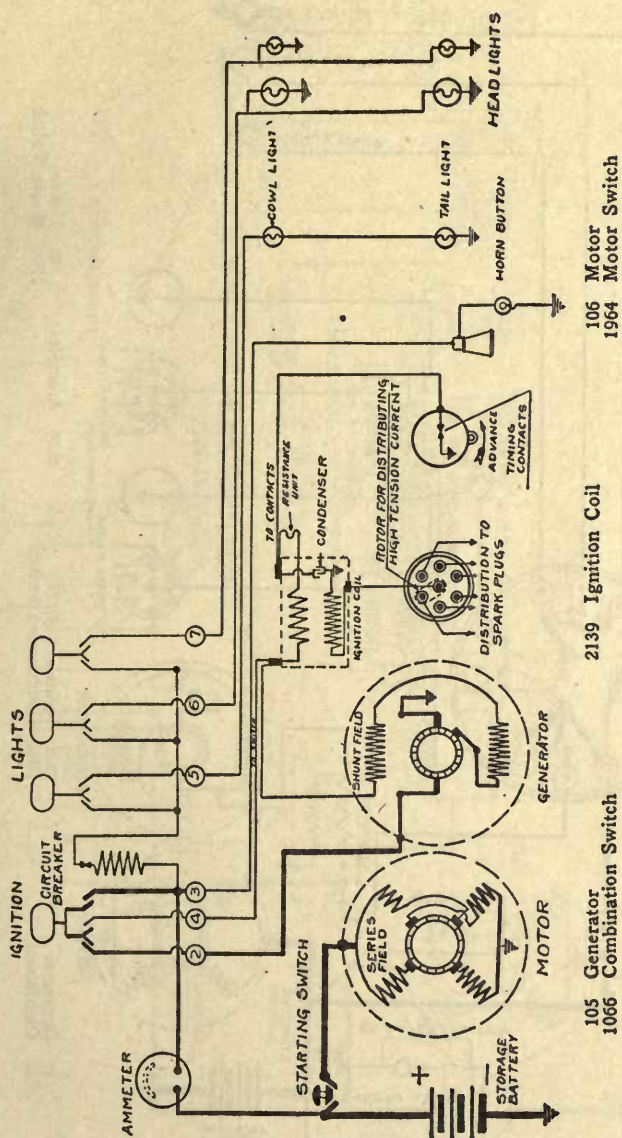 IGNITION
LIGHTS
CIRCUIT
BREAKER
AMMETER
2
4
3
5
6
7
STARTING SWITCH
+
−
STORAGE
BATTERY
SERIES
FIELD
MOTOR
SHUNT FIELD
GENERATOR
TO CONTACTS
RESISTANCE
UNIT
CONDENSER
IGNITION COIL
ROTOR FOR DISTRIBUTING
HIGH TENSION CURRENT
DISTRIBUTION TO
SPARK PLUGS
ADVANCE
TIMING
CONTACTS
HORN BUTTON
COWL LIGHT
TAIL LIGHT
HEAD LIGHTS
105 Generator
1066 Combination Switch
2139 Ignition Coil
106 Motor
1964 Motor Switch